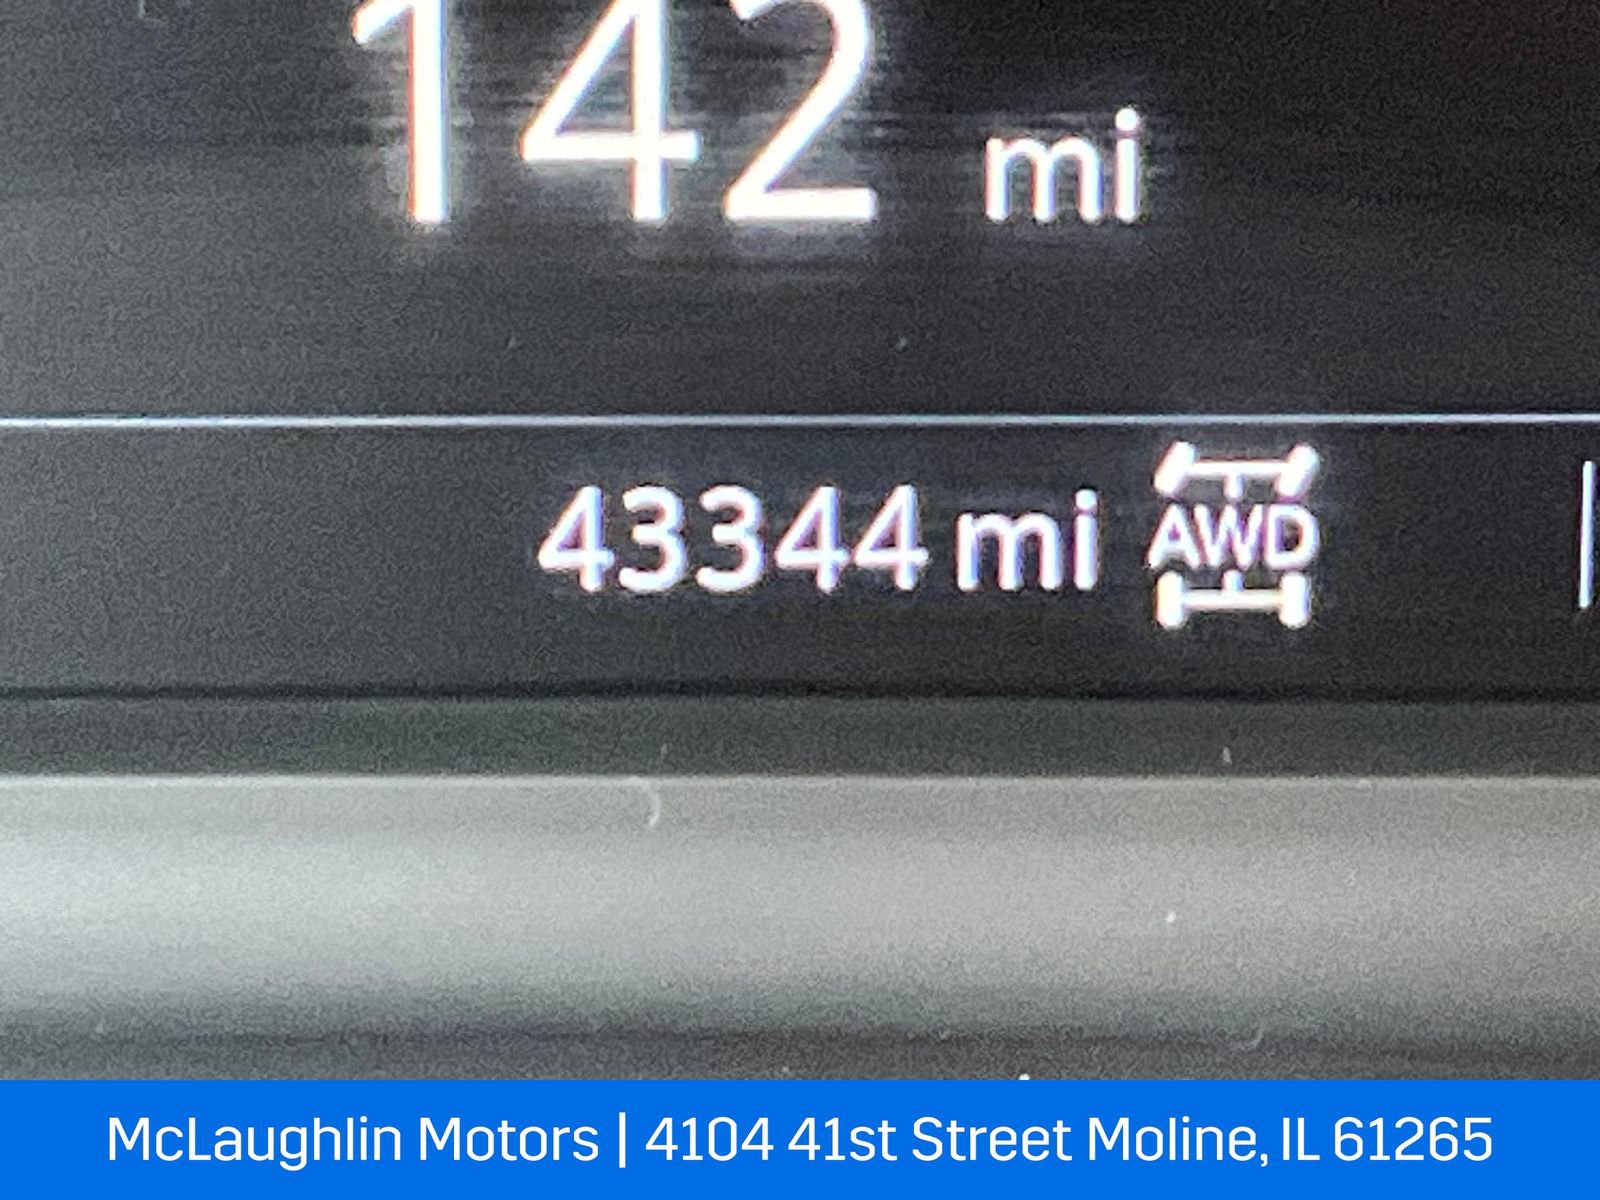 142 mi
43344 mi AWD
McLaughlin Motors | 4104 41st Street Moline, IL 61265